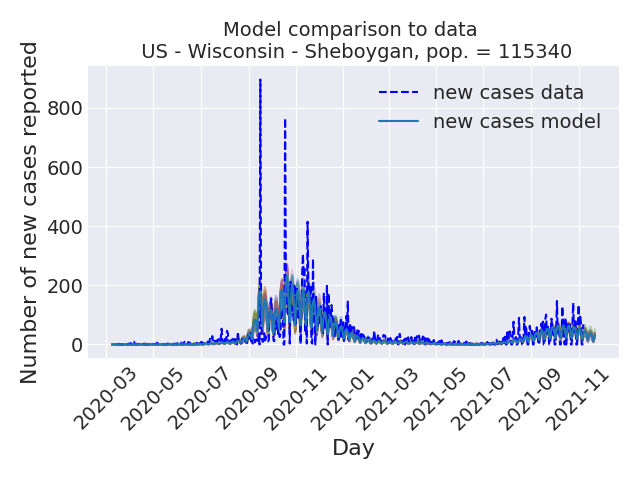 Model comparison to data
US - Wisconsin - Sheboygan, pop. = 115340
Number of new cases reported
800
600
400
200
0
new cases data
new cases model
2020-03
2020-05
2020-07
2020-09
2020-11
2021-01
2021-03
2021-05
2021-07
2021-09
2021-11
Day